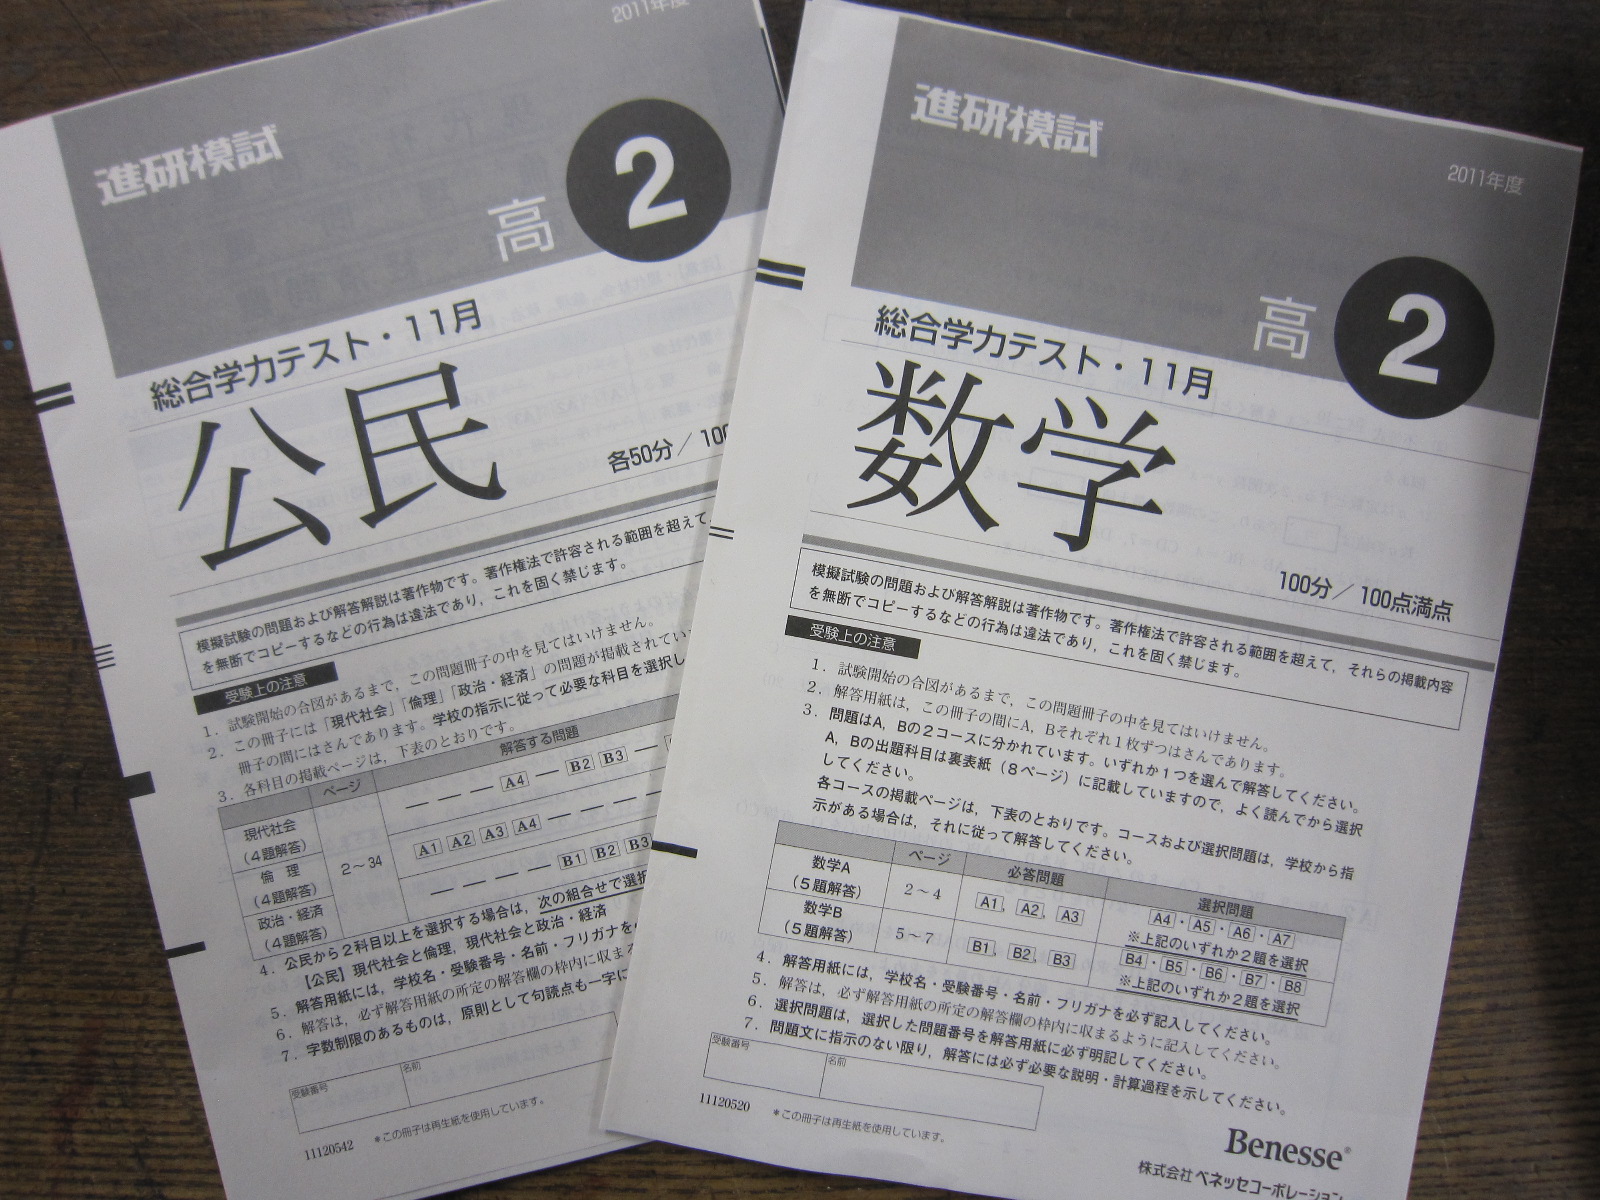 2011年度
進研模試
高
2
総合学力テスト・11月
公民
各50分／100
模擬試験の問題および解答解説は著作物です。著作権法で許容される範囲を超えて,
を無断でコピーするなどの行為は違法であり，これを固く禁じます。
受験上の注意
1．試験開始の合図があるまで，この問題冊子の中を見てはいけません。
2．この冊子には「現代社会」「倫理」「政治・経済」の問題が掲載されてい
冊子の間にはさんであります。学校の指示に従って必要な科目を選択し
3．各科目の掲載ページは，下表のとおりです。
ページ 解答する問題
現代社会
（4題解答） － － － A4 － B2 B3 －
倫 理
（4題解答） 2～34 A1 A2 A3 A4 － － － －
政治・経済
（4題解答） － － － － B1 B2 B3
4．公民から2科目以上を選択する場合は，次の組合せで選択
【公民】現代社会と倫理，現代社会と政治・経済
5．解答用紙には，学校名・受験番号・名前・フリガナを
6．解答は，必ず解答用紙の所定の解答欄の枠内に収まる
7．字数制限のあるものは，原則として句読点も一字に
受験番号 名前
11120542 ＊この冊子は再生紙を使用しています。
進研模試
2011年度
高
2
総合学力テスト・11月
数学
100分／100点満点
模擬試験の問題および解答解説は著作物です。著作権法で許容される範囲を超えて，それらの掲載内容
を無断でコピーするなどの行為は違法であり，これを固く禁じます。
受験上の注意
1．試験開始の合図があるまで，この問題冊子の中を見てはいけません。
2．解答用紙は，この冊子の間にA，Bそれぞれ1枚ずつはさんであります。
3．問題はA，Bの2コースに分かれています。いずれか1つを選んで解答してください。
A，Bの出題科目は裏表紙（8ページ）に記載していますので，よく読んでから選択
してください。
各コースの掲載ページは，下表のとおりです。コースおよび選択問題は，学校から指
示がある場合は，それに従って解答してください。
ページ 必答問題 選択問題
数学A
（5題解答） 2～4 A1，A2，A3 A4・A5・A6・A7
※上記のいずれか2題を選択
数学B
（5題解答） 5～7 B1，B2，B3 B4・B5・B6・B7・B8
※上記のいずれか2題を選択
4．解答用紙には，学校名・受験番号・名前・フリガナを必ず記入してください。
5．解答は，必ず解答用紙の所定の解答欄の枠内に収まるように記入してください。
6．選択問題は，選択した問題番号を解答用紙に必ず明記してください。
7．問題文に指示のない限り，解答には必ず必要な説明・計算過程を示してください。
受験番号 名前
11120520 ＊この冊子は再生紙を使用しています。
Benesse®
株式会社ベネッセコーポレーション